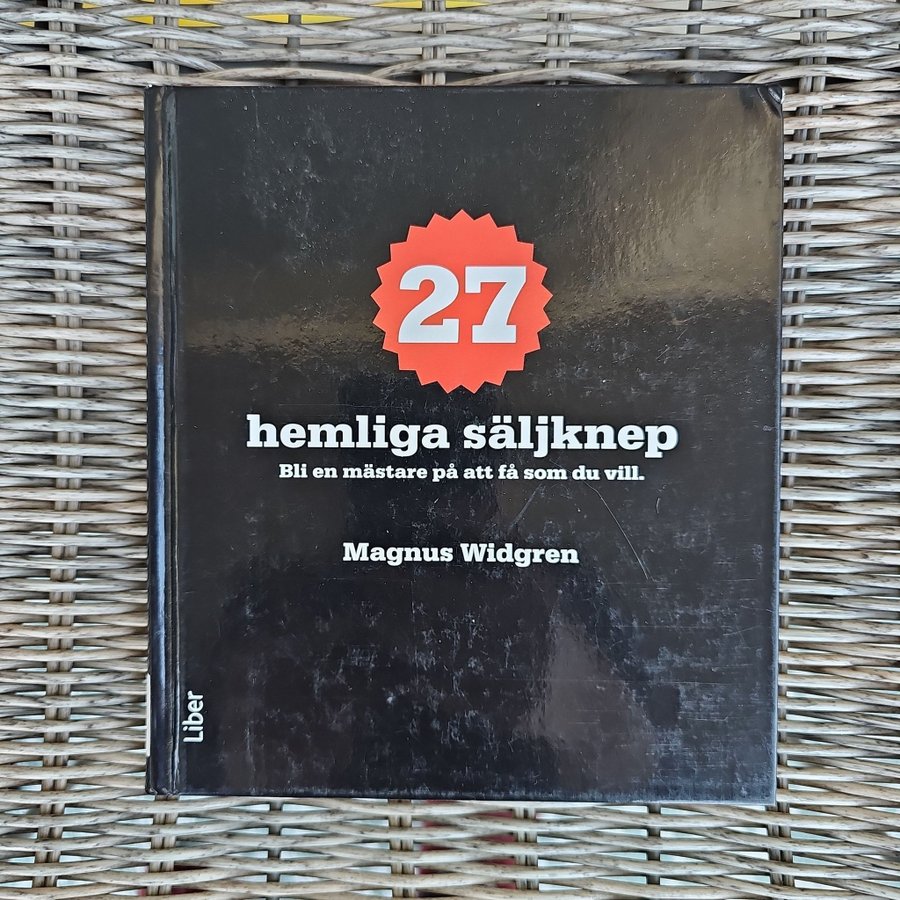 27
hemliga säljknep
Bli en mästare på att få som du vill.
Magnus Widgren
Liber